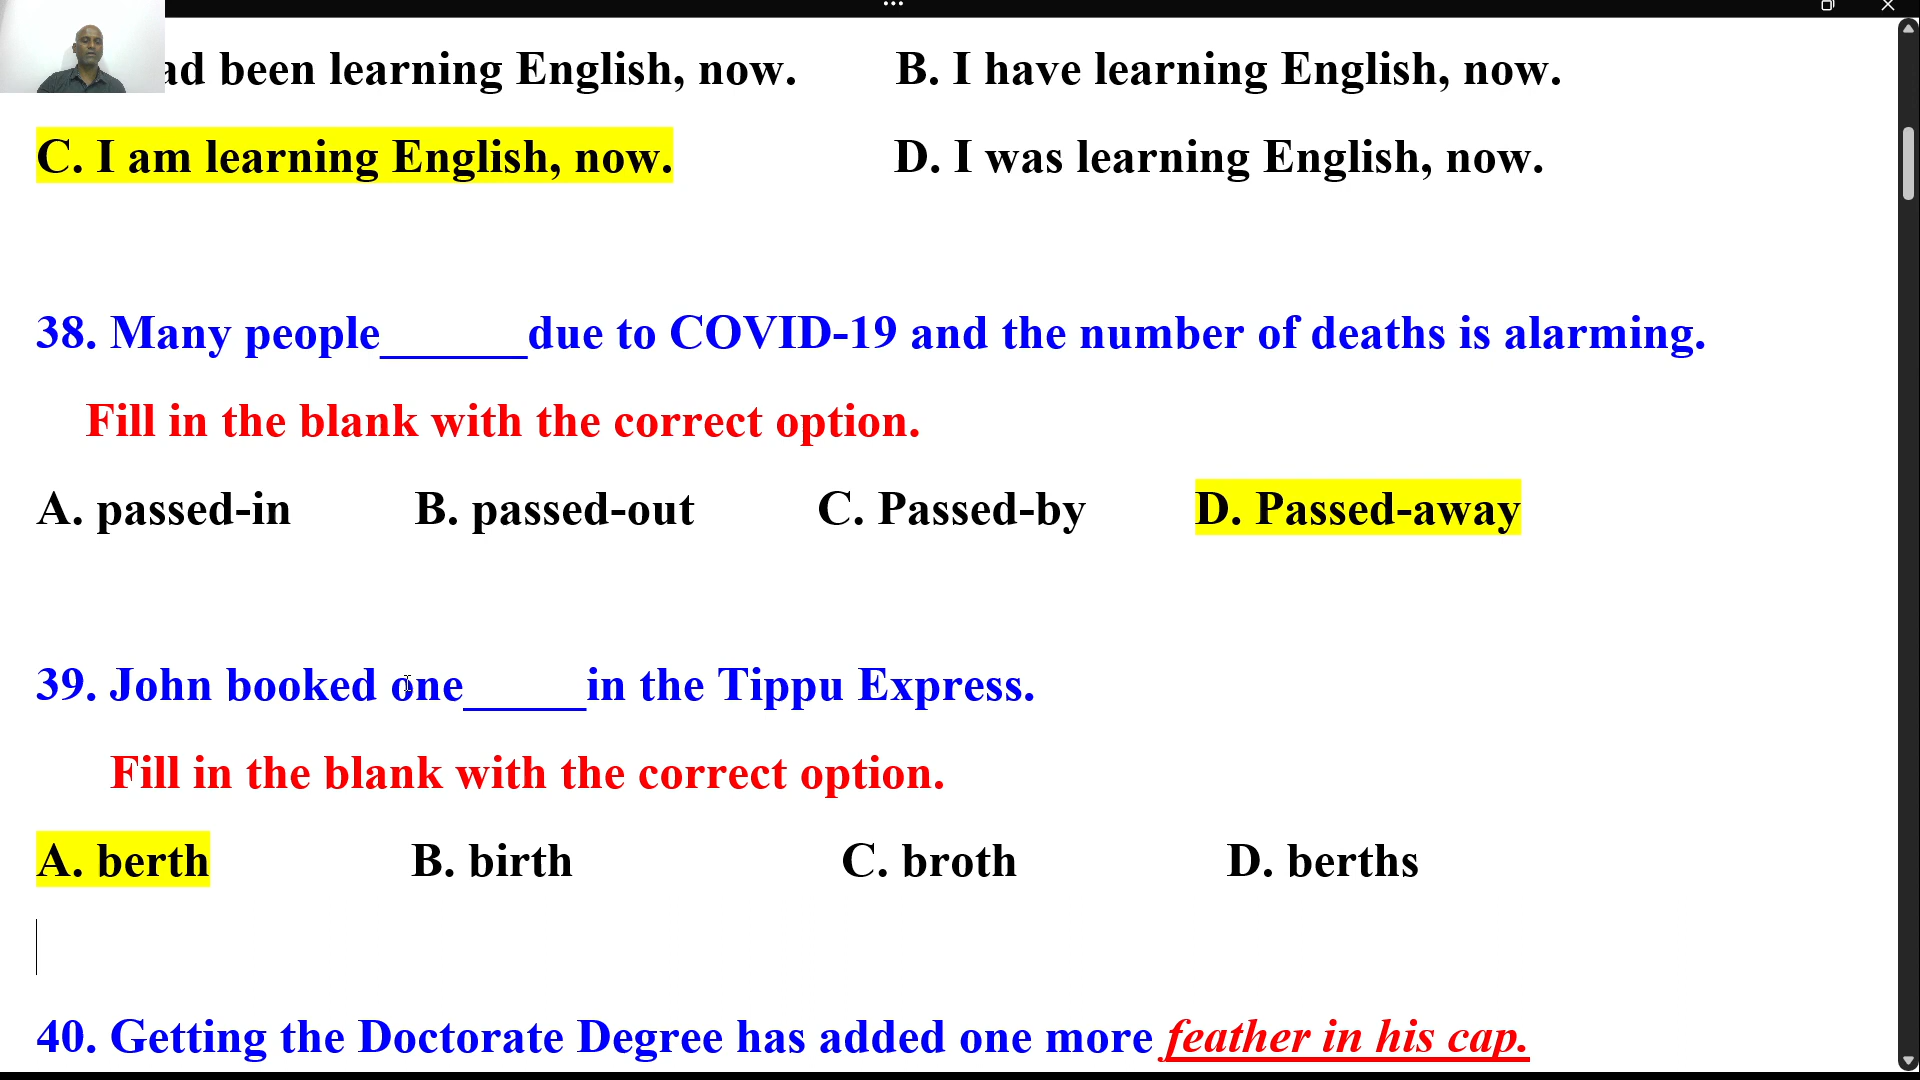 ad been learning English, now. B. I have learning English, now.
C. I am learning English, now. D. I was learning English, now.
38. Many people______due to COVID-19 and the number of deaths is alarming.
Fill in the blank with the correct option.
A. passed-in B. passed-out C. Passed-by D. Passed-away
39. John booked one_____in the Tippu Express.
Fill in the blank with the correct option.
A. berth B. birth C. broth D. berths
40. Getting the Doctorate Degree has added one more feather in his cap.